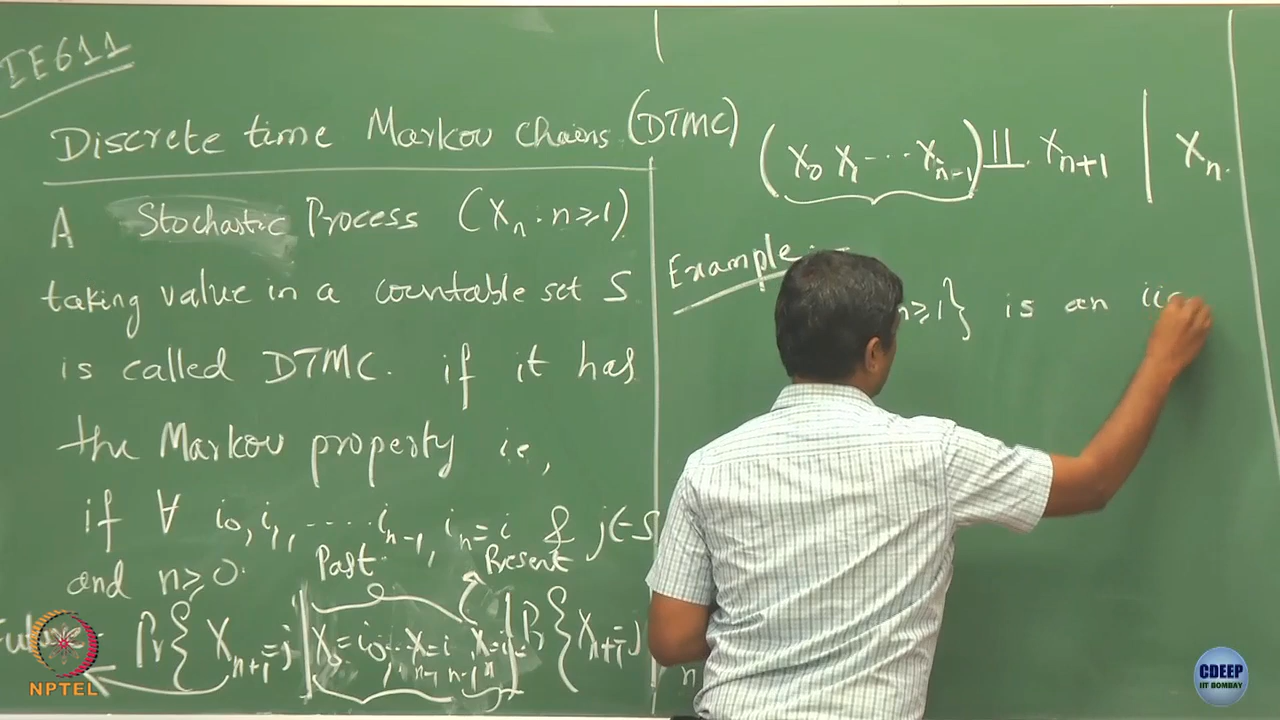 IE611
Discrete time Markov Chains (DTMC)
A Stochastic Process (Xn : n≥1)
taking value in a countable set S
is called DTMC. if it has
the Markov property ie,
if ∀ i0, i1, ..... in-1, in = i & j∈S
and n≥0.
Past Present
Future Pr{ Xn+1 = j | X0 = i0, ... Xn-1 = in-1, Xn = i } Pr{ Xn+1 = j
n
(X0 X1 ... Xn-1) ⫫ Xn+1 | Xn.
Example :-
n≥1} is an ii
NPTEL
CDEEP
IIT BOMBAY